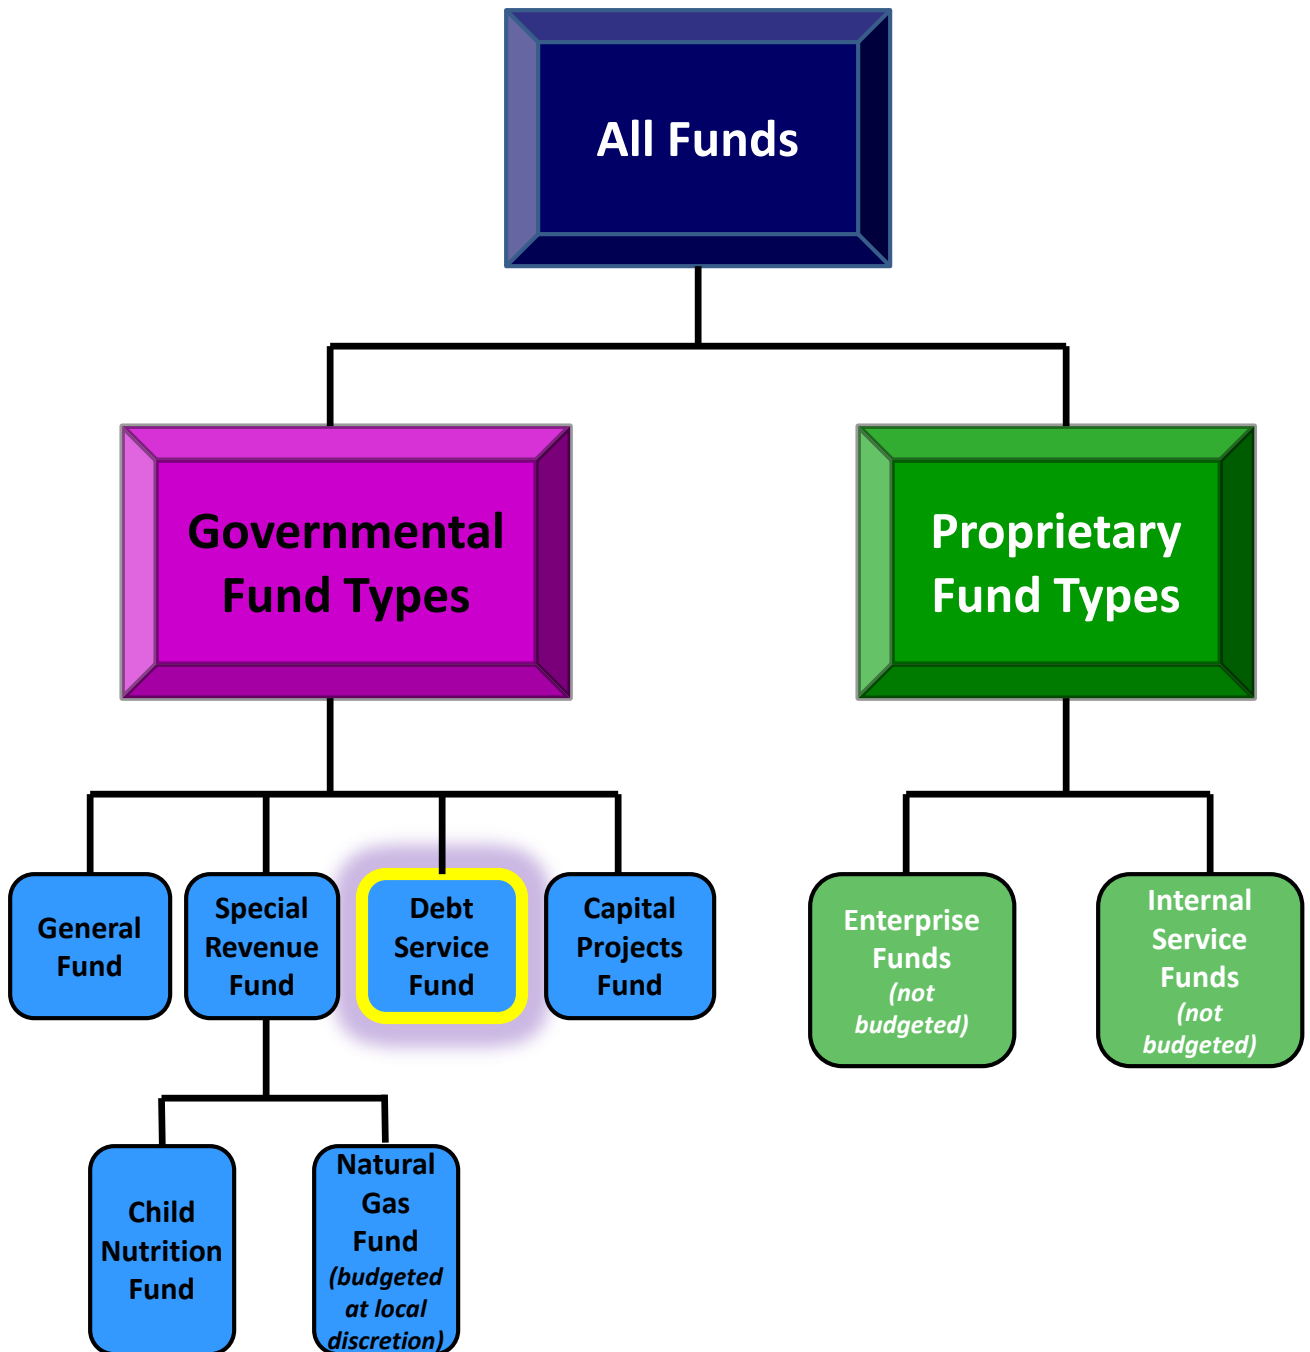 All Funds
Governmental
Fund Types
Proprietary
Fund Types
General
Fund
Special
Revenue
Fund
Debt
Service
Fund
Capital
Projects
Fund
Enterprise
Funds
(not
budgeted)
Internal
Service
Funds
(not
budgeted)
Child
Nutrition
Fund
Natural
Gas
Fund
(budgeted
at local
discretion)